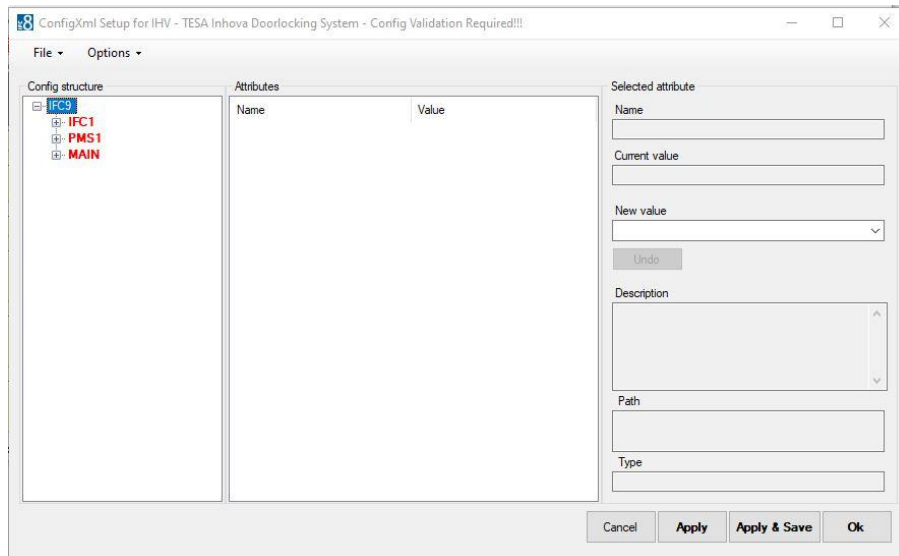 8 ConfigXml Setup for IHV - TESA Inhova Doorlocking System - Config Validation Required!!!
File Options
Config structure
IFC9
IFC1
PMS1
MAIN
Attributes
Name Value
Selected attribute
Name
Current value
New value
Undo
Description
Path
Type
Cancel Apply Apply & Save Ok